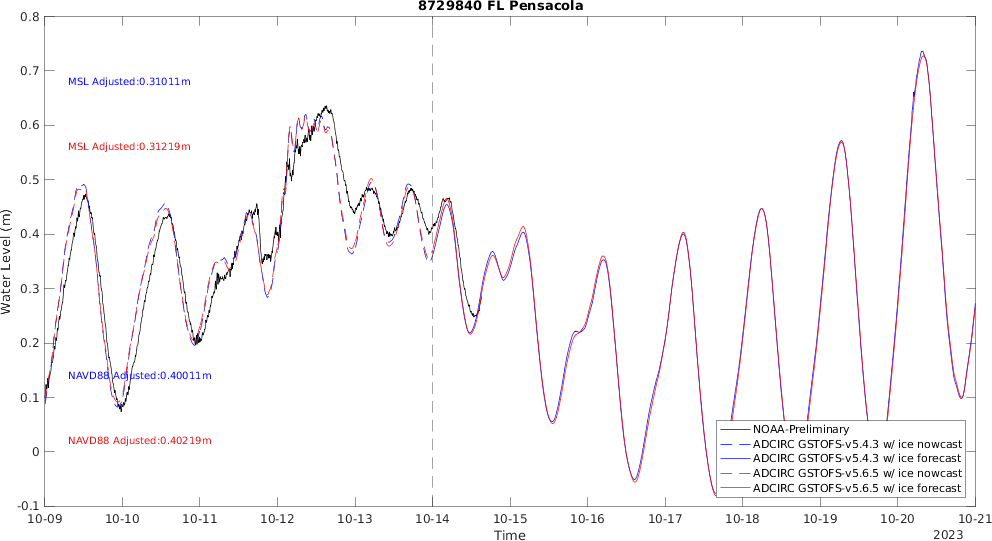 8729840 FL Pensacola
0.8
0.7
0.6
0.5
0.4
0.3
0.2
0.1
0
-0.1
Water Level (m)
MSL Adjusted:0.31011m
MSL Adjusted:0.31219m
NAVD88 Adjusted:0.40011m
NAVD88 Adjusted:0.40219m
NOAA-Preliminary
ADCIRC GSTOFS-v5.4.3 w/ ice nowcast
ADCIRC GSTOFS-v5.4.3 w/ ice forecast
ADCIRC GSTOFS-v5.6.5 w/ ice nowcast
ADCIRC GSTOFS-v5.6.5 w/ ice forecast
10-09 10-10 10-11 10-12 10-13 10-14 10-15 10-16 10-17 10-18 10-19 10-20 10-21
Time
2023